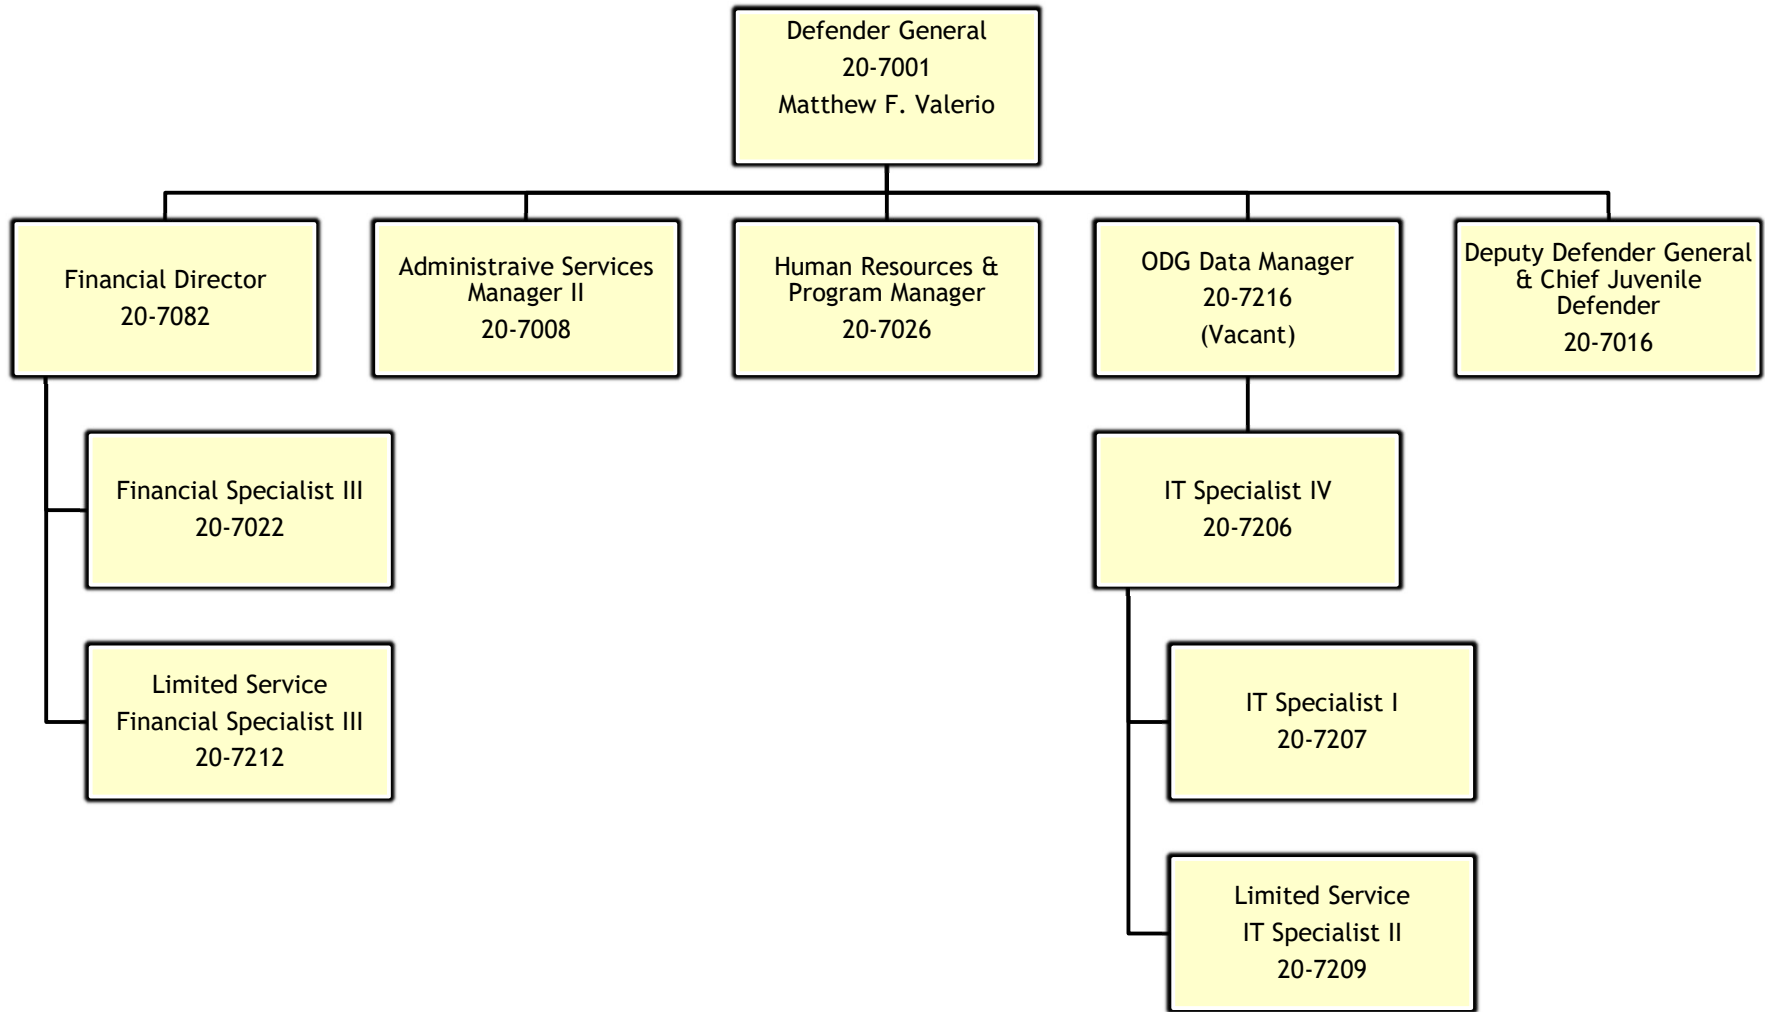 Defender General
20-7001
Matthew F. Valerio
Financial Director
20-7082
Administraive Services
Manager II
20-7008
Human Resources &
Program Manager
20-7026
ODG Data Manager
20-7216
(Vacant)
Deputy Defender General
& Chief Juvenile
Defender
20-7016
Financial Specialist III
20-7022
IT Specialist IV
20-7206
Limited Service
Financial Specialist III
20-7212
IT Specialist I
20-7207
Limited Service
IT Specialist II
20-7209